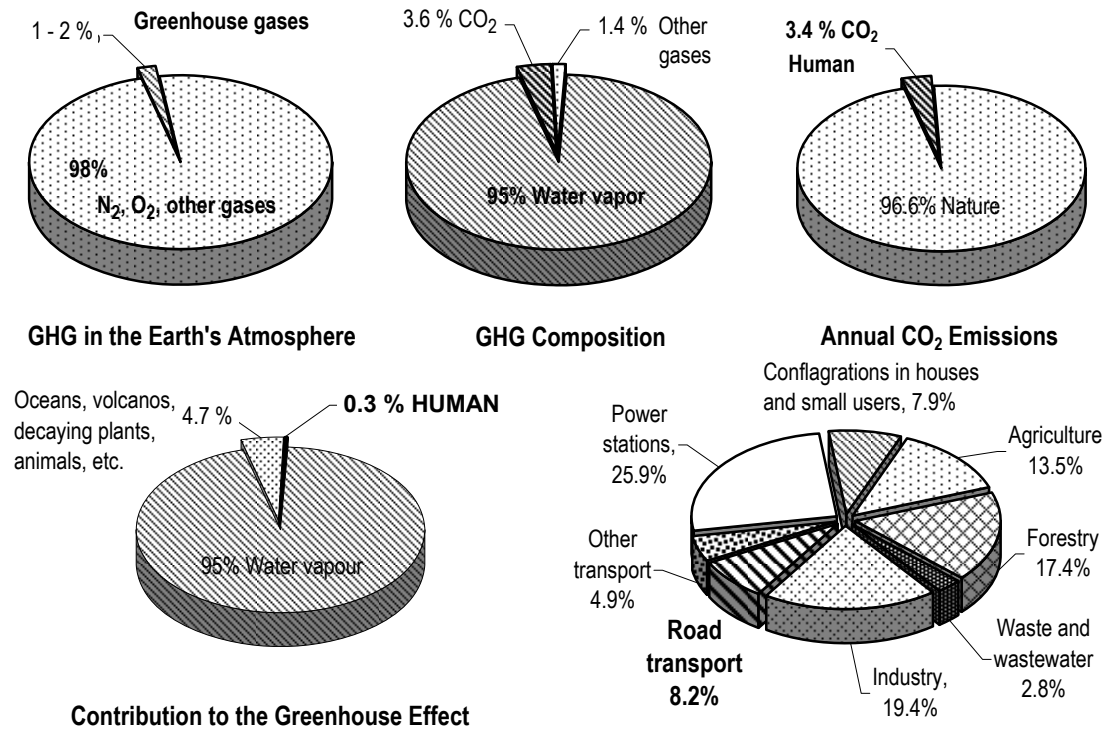 Greenhouse gases
1 - 2 %,
98%
N₂, O₂, other gases
GHG in the Earth's Atmosphere
3.6 % CO₂
1.4 % Other
gases
95% Water vapor
GHG Composition
3.4 % CO₂
Human
96.6% Nature
Annual CO₂ Emissions
Oceans, volcanos,
decaying plants,
animals, etc.
4.7 %
0.3 % HUMAN
95% Water vapour
Contribution to the Greenhouse Effect
Conflagrations in houses
and small users, 7.9%
Power
stations,
25.9%
Agriculture
13.5%
Other
transport
4.9%
Forestry
17.4%
Road
transport
8.2%
Industry,
19.4%
Waste and
wastewater
2.8%